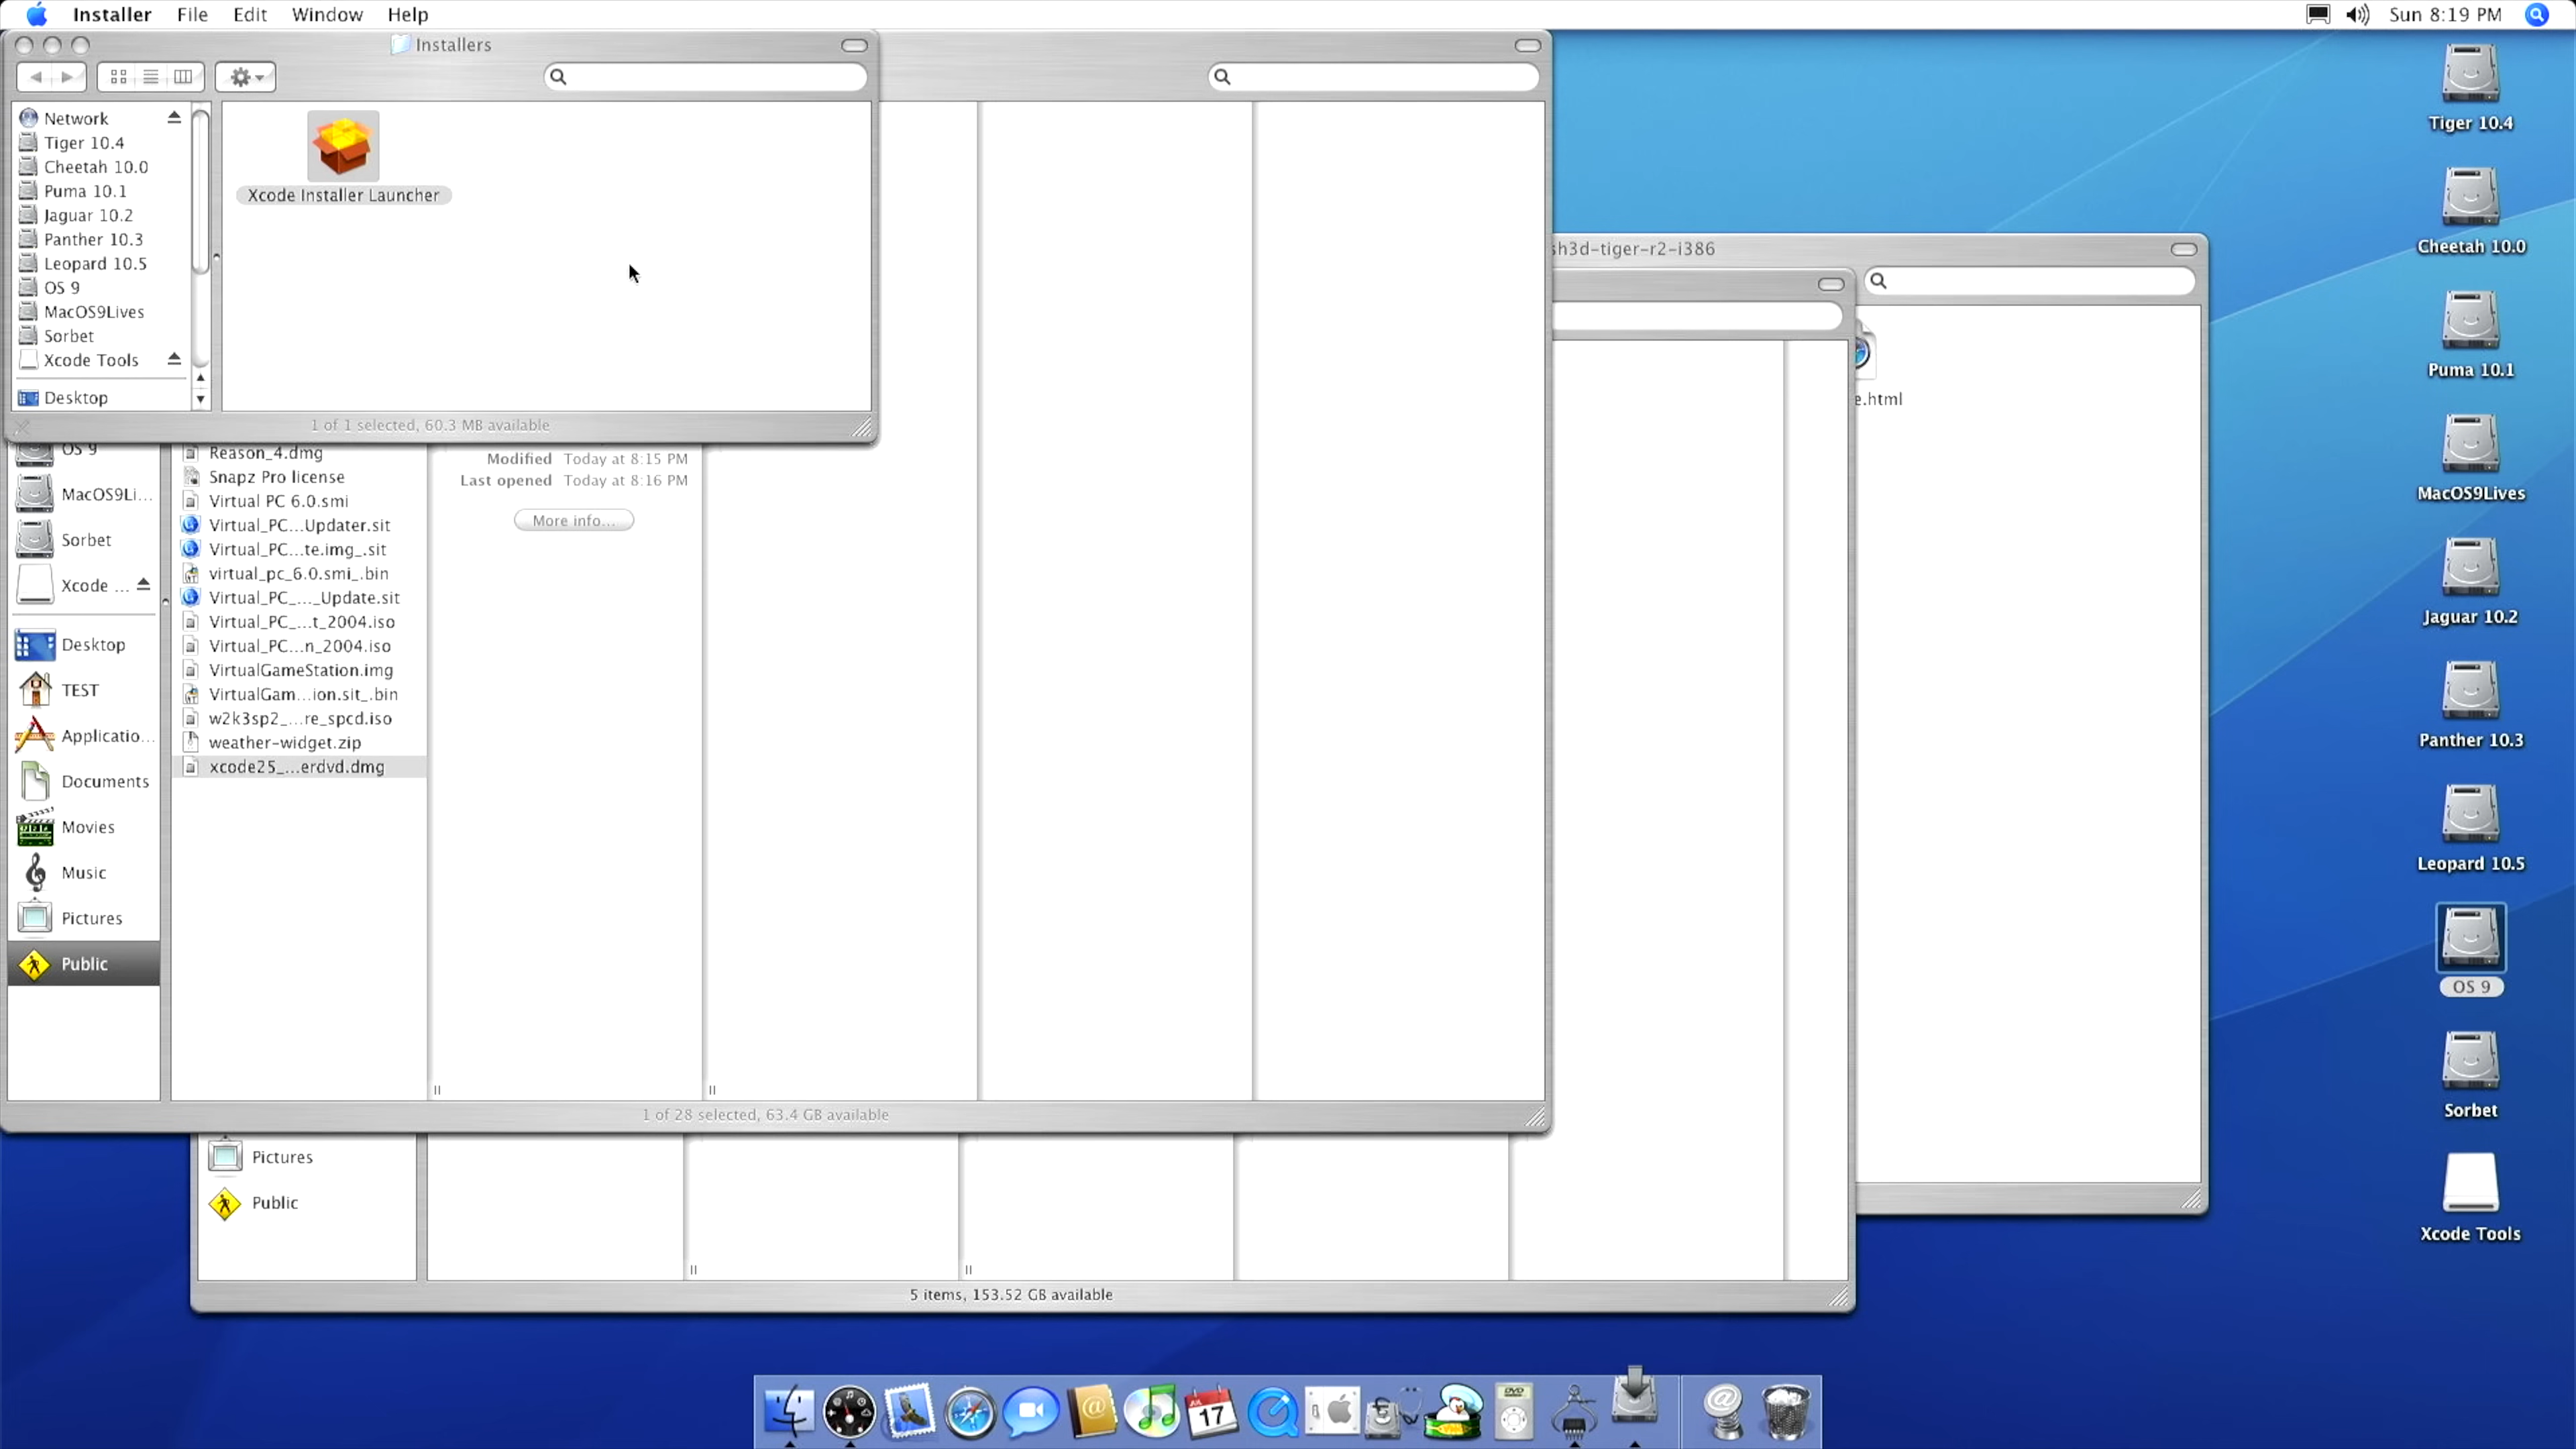 Installer File Edit Window Help Sun 8:19 PM
Installers
Network
Tiger 10.4
Cheetah 10.0
Puma 10.1
Jaguar 10.2
Panther 10.3
Leopard 10.5
OS 9
MacOS9Lives
Sorbet
Xcode Tools
Desktop
Xcode Installer Launcher
1 of 1 selected, 60.3 MB available
OS 9
MacOS9Li...
Sorbet
Xcode ...
Desktop
TEST
Applicatio...
Documents
Movies
Music
Pictures
Public
Reason_4.dmg
Snapz Pro license
Virtual PC 6.0.smi
Virtual_PC...Updater.sit
Virtual_PC...te.img_.sit
virtual_pc_6.0.smi_.bin
Virtual_PC_..._Update.sit
Virtual_PC_...t_2004.iso
Virtual_PC...n_2004.iso
VirtualGameStation.img
VirtualGam...ion.sit_.bin
w2k3sp2_...re_spcd.iso
weather-widget.zip
xcode25_...erdvd.dmg
Modified Today at 8:15 PM
Last opened Today at 8:16 PM
More info...
1 of 28 selected, 63.4 GB available
Pictures
Public
5 items, 153.52 GB available
sh3d-tiger-r2-i386
e.html
Tiger 10.4
Cheetah 10.0
Puma 10.1
MacOS9Lives
Jaguar 10.2
Panther 10.3
Leopard 10.5
OS 9
Sorbet
Xcode Tools
17
DVD